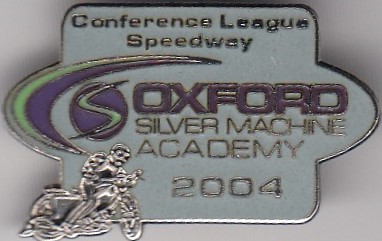 Conference League
Speedway
OXFORD
SILVER MACHINE
ACADEMY
2004